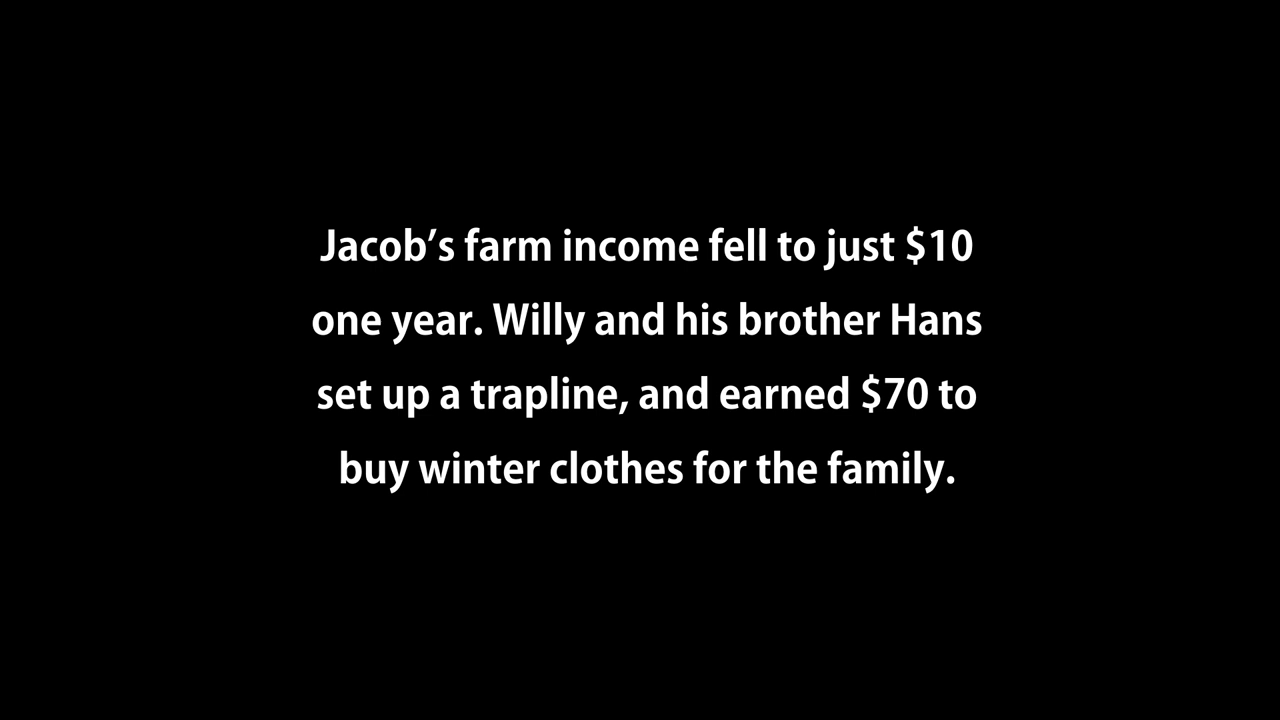 Jacob’s farm income fell to just $10
one year. Willy and his brother Hans
set up a trapline, and earned $70 to
buy winter clothes for the family.